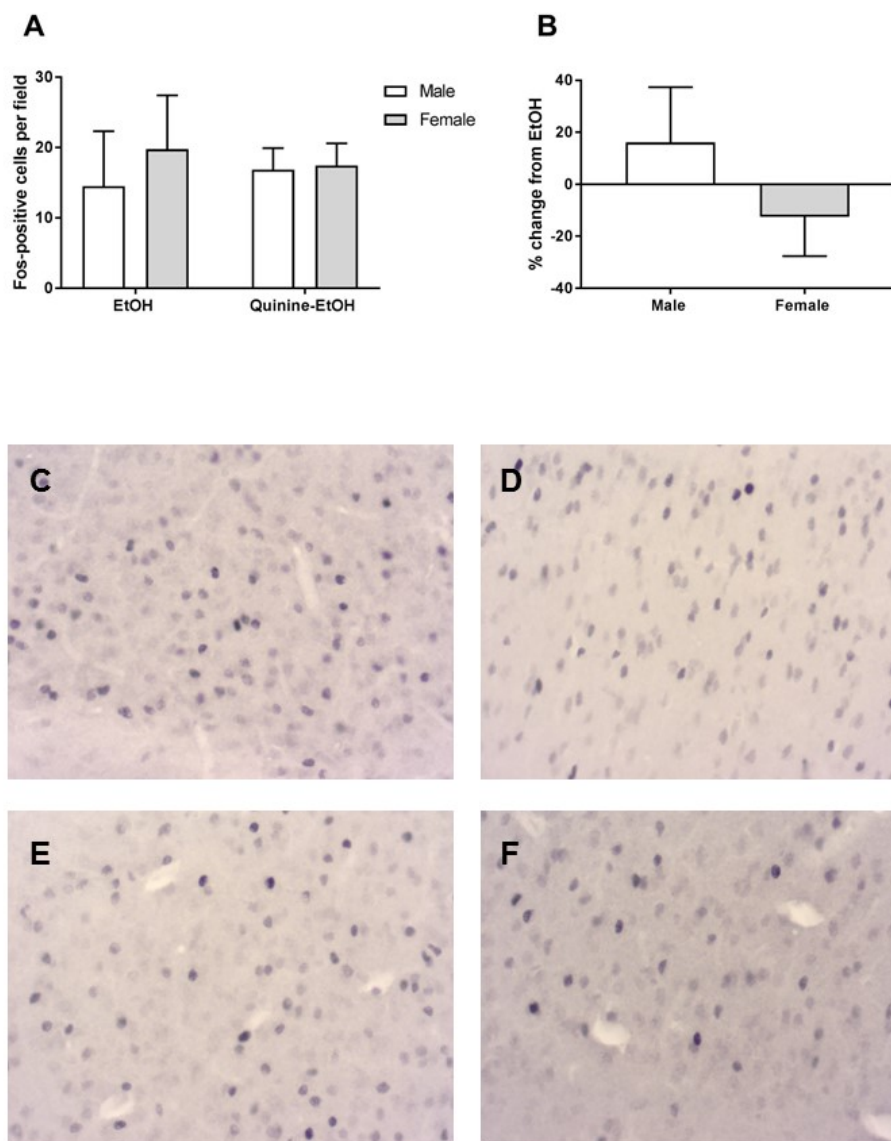 A
Fos-positive cells per field
30
20
10
0
EtOH
Quinine-EtOH
Male
Female
B
% change from EtOH
40
20
0
-20
-40
Male
Female
C
D
E
F